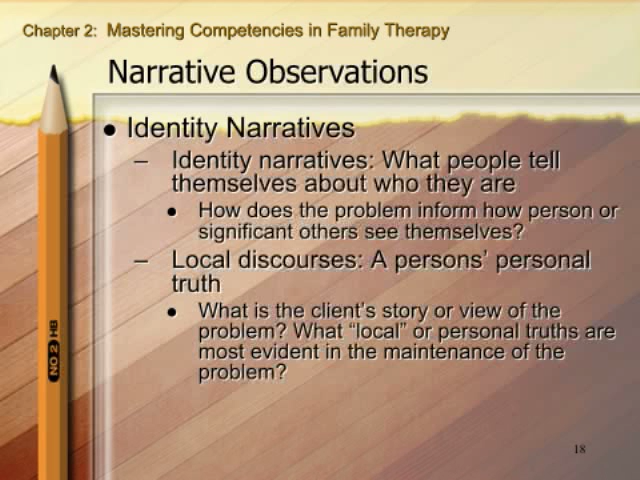 Chapter 2: Mastering Competencies in Family Therapy
Narrative Observations
● Identity Narratives
– Identity narratives: What people tell
themselves about who they are
● How does the problem inform how person or
significant others see themselves?
– Local discourses: A persons’ personal
truth
● What is the client’s story or view of the
problem? What “local” or personal truths are
most evident in the maintenance of the
problem?
NO 2 HB
18